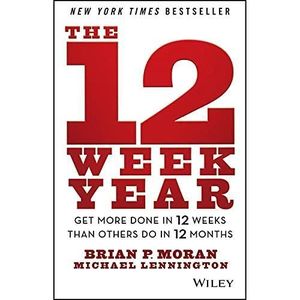 NEW YORK TIMES BESTSELLER
THE
12
WEEK
YEAR
GET MORE DONE IN 12 WEEKS
THAN OTHERS DO IN 12 MONTHS
BRIAN P. MORAN
MICHAEL LENNINGTON
WILEY